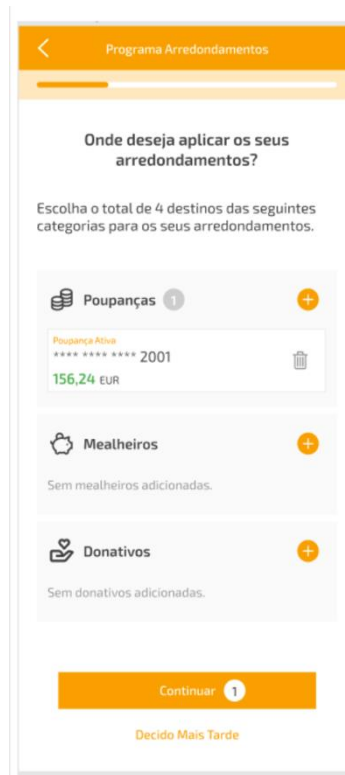 Programa Arredondamentos
Onde deseja aplicar os seus
arredondamentos?
Escolha o total de 4 destinos das seguintes
categorias para os seus arredondamentos.
Poupanças 1
Poupança Ativa
**** **** **** 2001
156,24 EUR
Mealheiros
Sem mealheiros adicionadas.
Donativos
Sem donativos adicionadas.
Continuar 1
Decido Mais Tarde